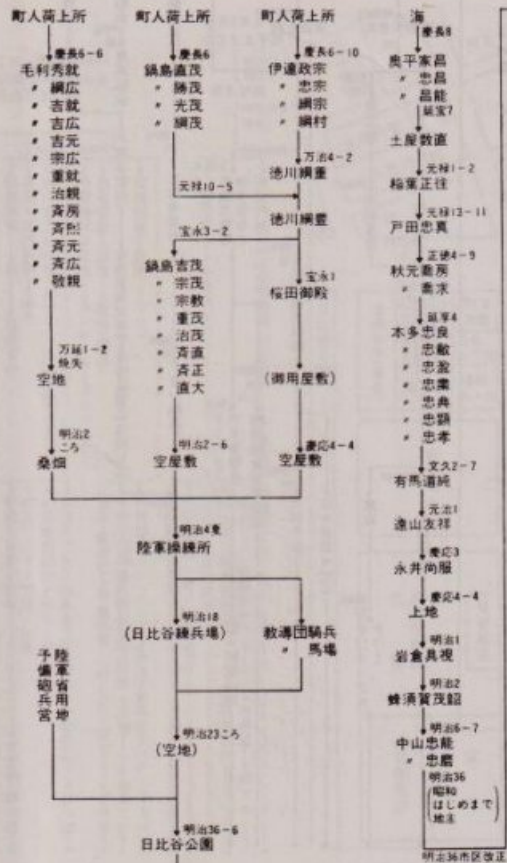 町人荷上所
慶長6-6
毛利秀就
〃 綱広
〃 吉就
〃 吉広
〃 吉元
〃 宗広
〃 重就
〃 治親
〃 斉房
〃 斉熙
〃 斉元
〃 斉広
〃 敬親
万延1-2
焼失
空地
明治2
ころ
桑畑
町人荷上所
慶長6
鍋島直茂
〃 勝茂
〃 光茂
〃 綱茂
元禄10-5
宝永3-2
鍋島吉茂
〃 宗茂
〃 宗教
〃 重茂
〃 治茂
〃 斉直
〃 斉正
〃 直大
明治2-6
空屋敷
町人荷上所
慶長6-10
伊達政宗
〃 忠宗
〃 綱宗
〃 綱村
万治4-2
徳川綱重
徳川綱豊
宝永1
桜田御殿
(御用屋敷)
慶応4-4
空屋敷
明治4夏
陸軍操練所
明治18
(日比谷練兵場)
教導団騎兵
〃 馬場
明治23ころ
(空地)
陸軍省用地
予備砲兵営
明治36-6
日比谷公園
海
慶長8
奥平家昌
〃 忠昌
〃 昌能
延宝7
土屋数直
元禄1-2
稲葉正往
元禄13-11
戸田忠真
正徳4-9
秋元喬房
〃 喬求
延享4
本多忠良
〃 忠敞
〃 忠盈
〃 忠粛
〃 忠典
〃 忠顕
〃 忠孝
文久2-7
有馬道純
元治1
遠山友祥
慶応3
永井尚服
慶応4-4
上地
明治1
岩倉具視
明治2
蜂須賀茂韶
明治6-7
中山忠能
〃 忠麿
明治36
(昭和
はじめまで
地主)
明治36市区改正